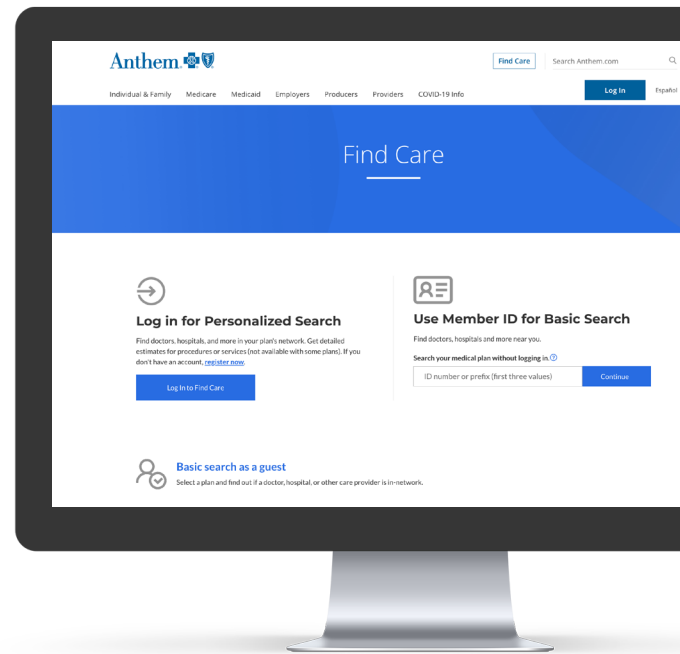 Anthem
Find Care
Search Anthem.com
Individual & Family Medicare Medicaid Employers Producers Providers COVID-19 Info
Log In
Español
Find Care
Log in for Personalized Search
Find doctors, hospitals, and more in your plan's network. Get detailed
estimates for procedures or services (not available with some plans). If you
don't have an account, register now.
Log In to Find Care
Use Member ID for Basic Search
Find doctors, hospitals and more near you.
Search your medical plan without logging in.
ID number or prefix (first three values)
Continue
Basic search as a guest
Select a plan and find out if a doctor, hospital, or other care provider is in-network.